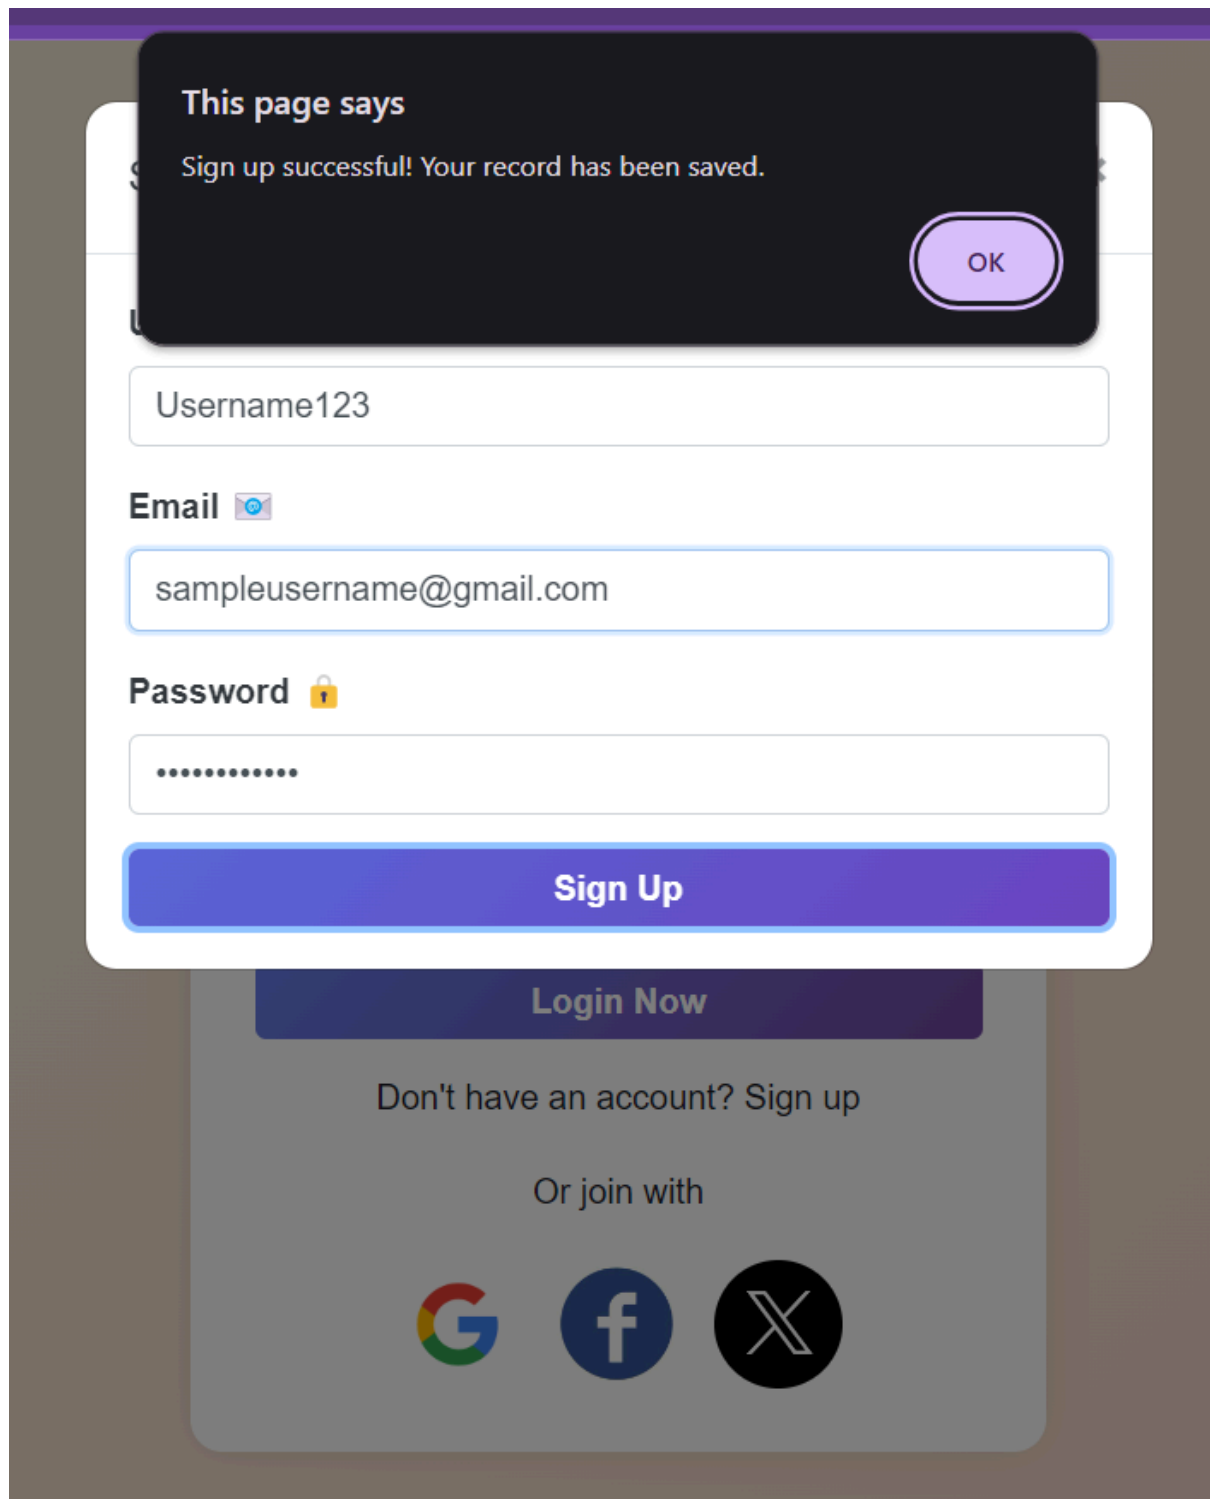 This page says
Sign up successful! Your record has been saved.
OK
Username123
Email
sampleusername@gmail.com
Password
••••••••••••
Sign Up
Login Now
Don't have an account? Sign up
Or join with